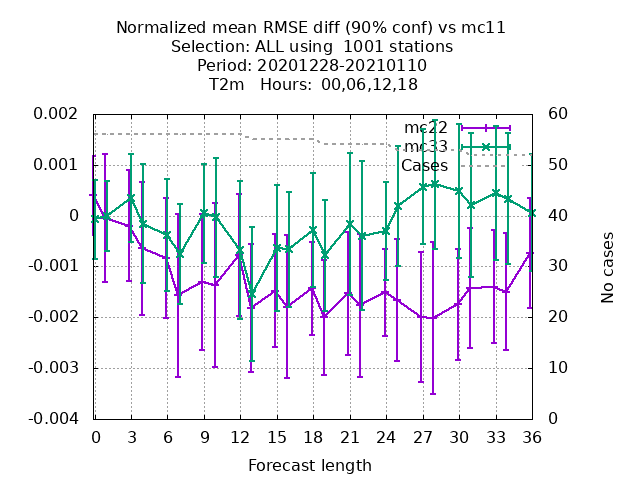 Normalized mean RMSE diff (90% conf) vs mc11
Selection: ALL using  1001 stations
Period: 20201228-20210110
T2m   Hours:  00,06,12,18
0.002
0.001
0
-0.001
-0.002
-0.003
-0.004
60
50
40
30
20
10
0
mc22
mc33
Cases
No cases
0 3 6 9 12 15 18 21 24 27 30 33 36
Forecast length